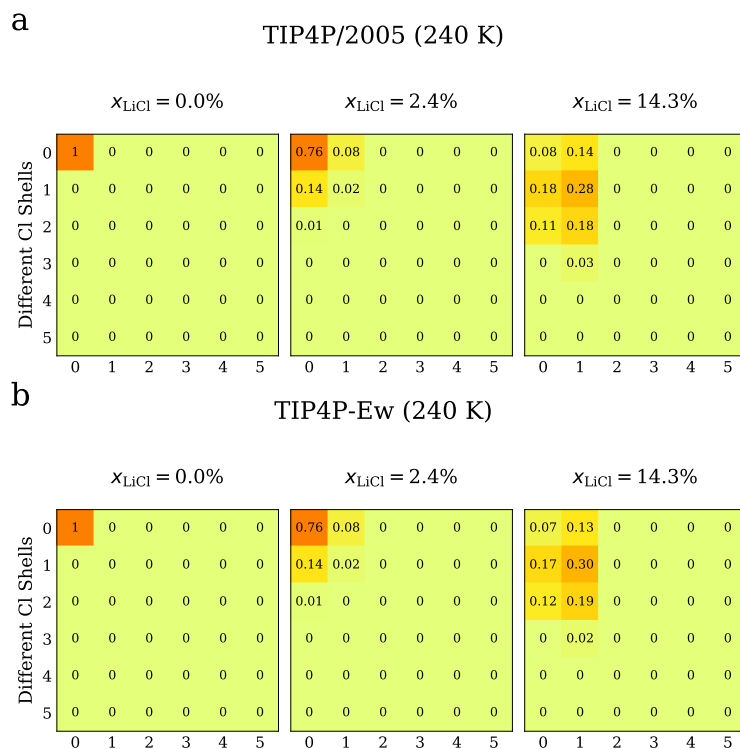 a
TIP4P/2005 (240 K)
x_LiCl = 0.0%
x_LiCl = 2.4%
x_LiCl = 14.3%
Different Cl Shells
0 1 0 0 0 0 0 0.76 0.08 0 0 0 0 0.08 0.14 0 0 0 0
1 0 0 0 0 0 0 0.14 0.02 0 0 0 0 0.18 0.28 0 0 0 0
2 0 0 0 0 0 0 0.01 0 0 0 0 0 0.11 0.18 0 0 0 0
3 0 0 0 0 0 0 0 0 0 0 0 0 0 0.03 0 0 0 0
4 0 0 0 0 0 0 0 0 0 0 0 0 0 0 0 0 0 0
5 0 0 0 0 0 0 0 0 0 0 0 0 0 0 0 0 0 0
0 1 2 3 4 5 0 1 2 3 4 5 0 1 2 3 4 5
b
TIP4P-Ew (240 K)
x_LiCl = 0.0%
x_LiCl = 2.4%
x_LiCl = 14.3%
Different Cl Shells
0 1 0 0 0 0 0 0.76 0.08 0 0 0 0 0.07 0.13 0 0 0 0
1 0 0 0 0 0 0 0.14 0.02 0 0 0 0 0.17 0.30 0 0 0 0
2 0 0 0 0 0 0 0.01 0 0 0 0 0 0.12 0.19 0 0 0 0
3 0 0 0 0 0 0 0 0 0 0 0 0 0 0.02 0 0 0 0
4 0 0 0 0 0 0 0 0 0 0 0 0 0 0 0 0 0 0
5 0 0 0 0 0 0 0 0 0 0 0 0 0 0 0 0 0 0
0 1 2 3 4 5 0 1 2 3 4 5 0 1 2 3 4 5